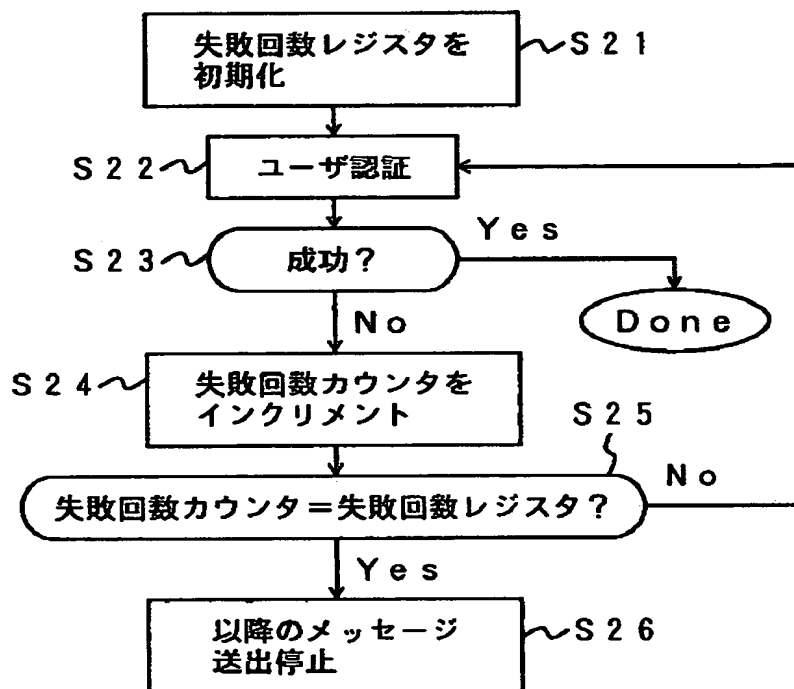 失敗回数レジスタを
初期化
S21
S22
ユーザ認証
S23
成功?
Yes
Done
No
S24
失敗回数カウンタを
インクリメント
S25
失敗回数カウンタ=失敗回数レジスタ?
No
Yes
以降のメッセージ
送出停止
S26